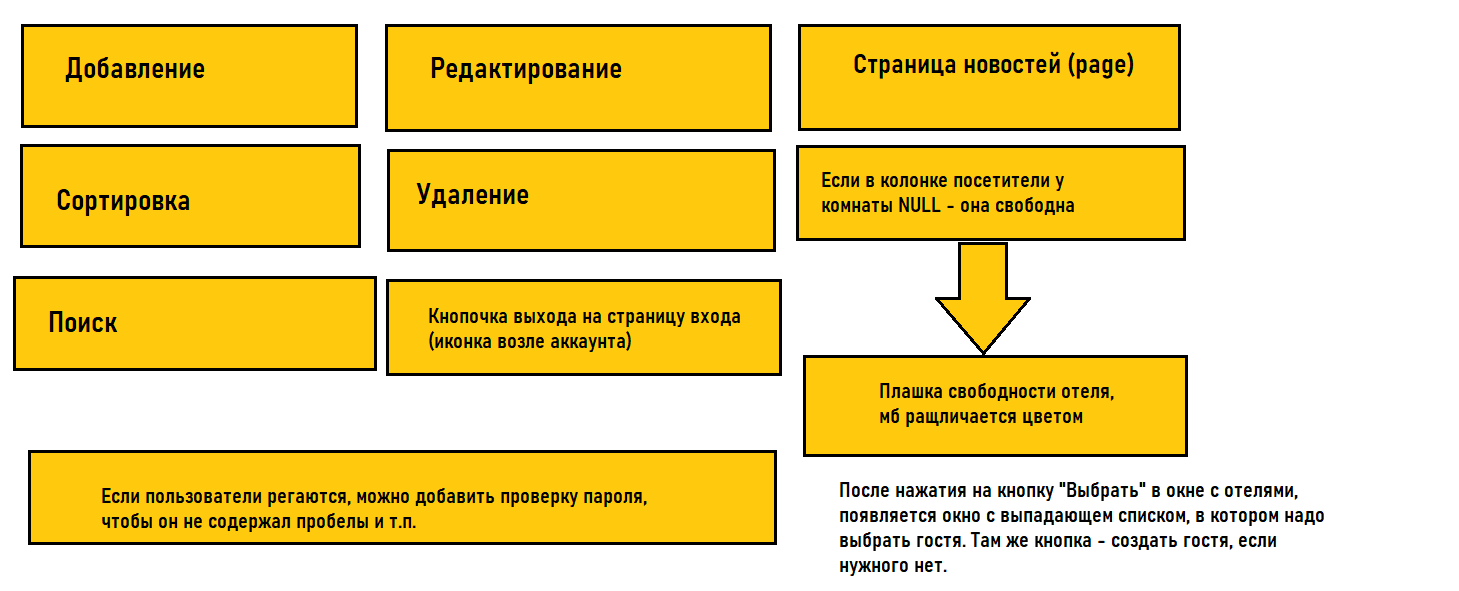 Добавление
Редактирование
Страница новостей (page)
Сортировка
Удаление
Если в колонке посетители у
комнаты NULL - она свободна
Поиск
Кнопочка выхода на страницу входа
(иконка возле аккаунта)
Плашка свободности отеля,
мб ращличается цветом
Если пользователи регаются, можно добавить проверку пароля,
чтобы он не содержал пробелы и т.п.
После нажатия на кнопку "Выбрать" в окне с отелями,
появляется окно с выпадающем списком, в котором надо
выбрать гостя. Там же кнопка - создать гостя, если
нужного нет.